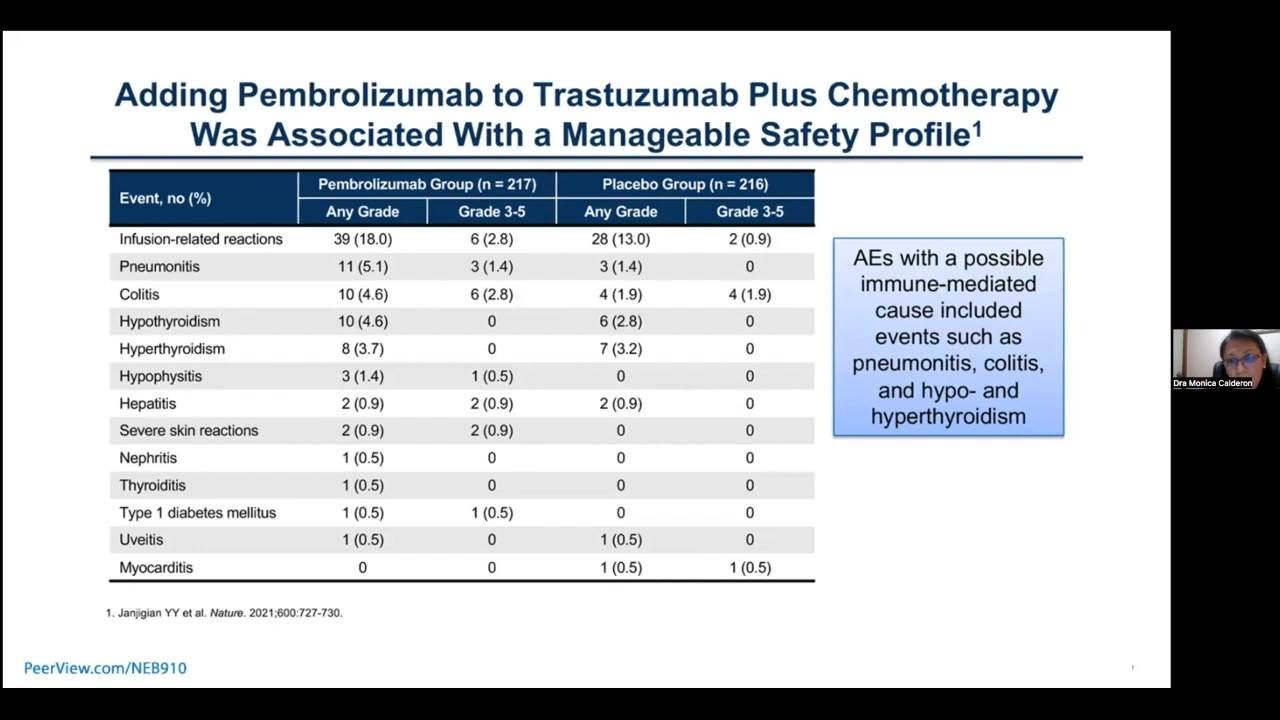 Adding Pembrolizumab to Trastuzumab Plus Chemotherapy
Was Associated With a Manageable Safety Profile¹
Event, no (%) Pembrolizumab Group (n = 217) Placebo Group (n = 216)
Any Grade Grade 3-5 Any Grade Grade 3-5
Infusion-related reactions 39 (18.0) 6 (2.8) 28 (13.0) 2 (0.9)
Pneumonitis 11 (5.1) 3 (1.4) 3 (1.4) 0
Colitis 10 (4.6) 6 (2.8) 4 (1.9) 4 (1.9)
Hypothyroidism 10 (4.6) 0 6 (2.8) 0
Hyperthyroidism 8 (3.7) 0 7 (3.2) 0
Hypophysitis 3 (1.4) 1 (0.5) 0 0
Hepatitis 2 (0.9) 2 (0.9) 2 (0.9) 0
Severe skin reactions 2 (0.9) 2 (0.9) 0 0
Nephritis 1 (0.5) 0 0 0
Thyroiditis 1 (0.5) 0 0 0
Type 1 diabetes mellitus 1 (0.5) 1 (0.5) 0 0
Uveitis 1 (0.5) 0 1 (0.5) 0
Myocarditis 0 0 1 (0.5) 1 (0.5)
AEs with a possible
immune-mediated
cause included
events such as
pneumonitis, colitis,
and hypo- and
hyperthyroidism
Dra Monica Calderon
1. Janjigian YY et al. Nature. 2021;600:727-730.
PeerView.com/NEB910